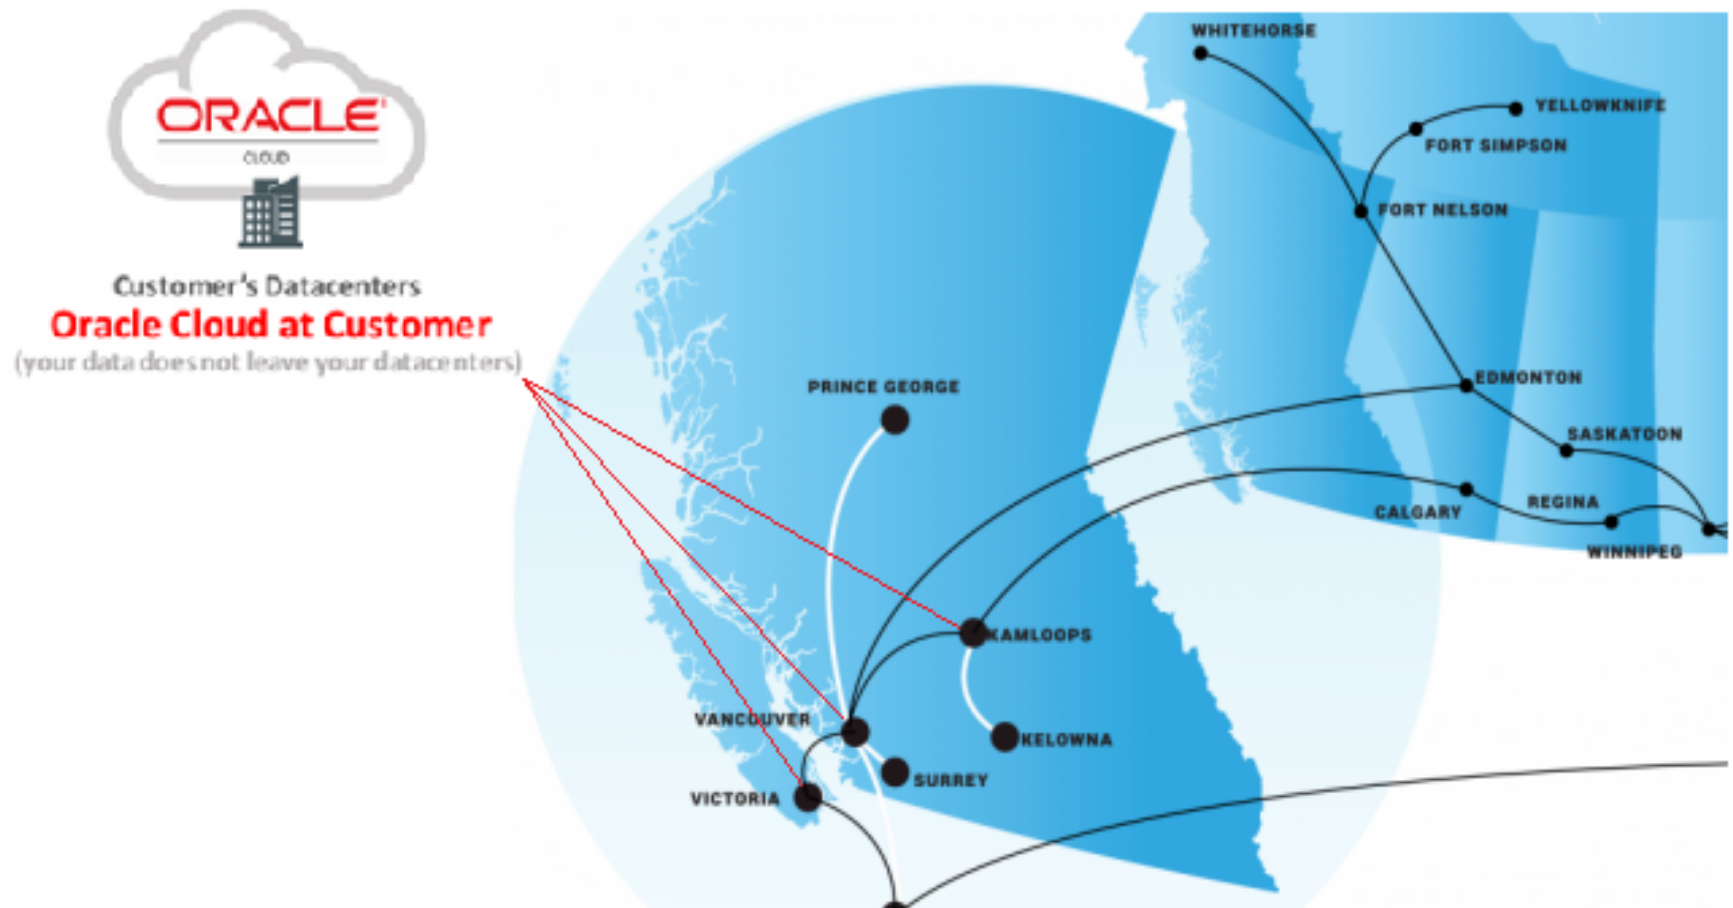 ORACLE'
CLOUD
Customer's Datacenters
Oracle Cloud at Customer
(your data does not leave your datacenters)
WHITEHORSE
YELLOWKNIFE
FORT SIMPSON
FORT NELSON
EDMONTON
SASKATOON
REGINA
CALGARY
WINNIPEG
PRINCE GEORGE
KAMLOOPS
VANCOUVER
KELOWNA
SURREY
VICTORIA